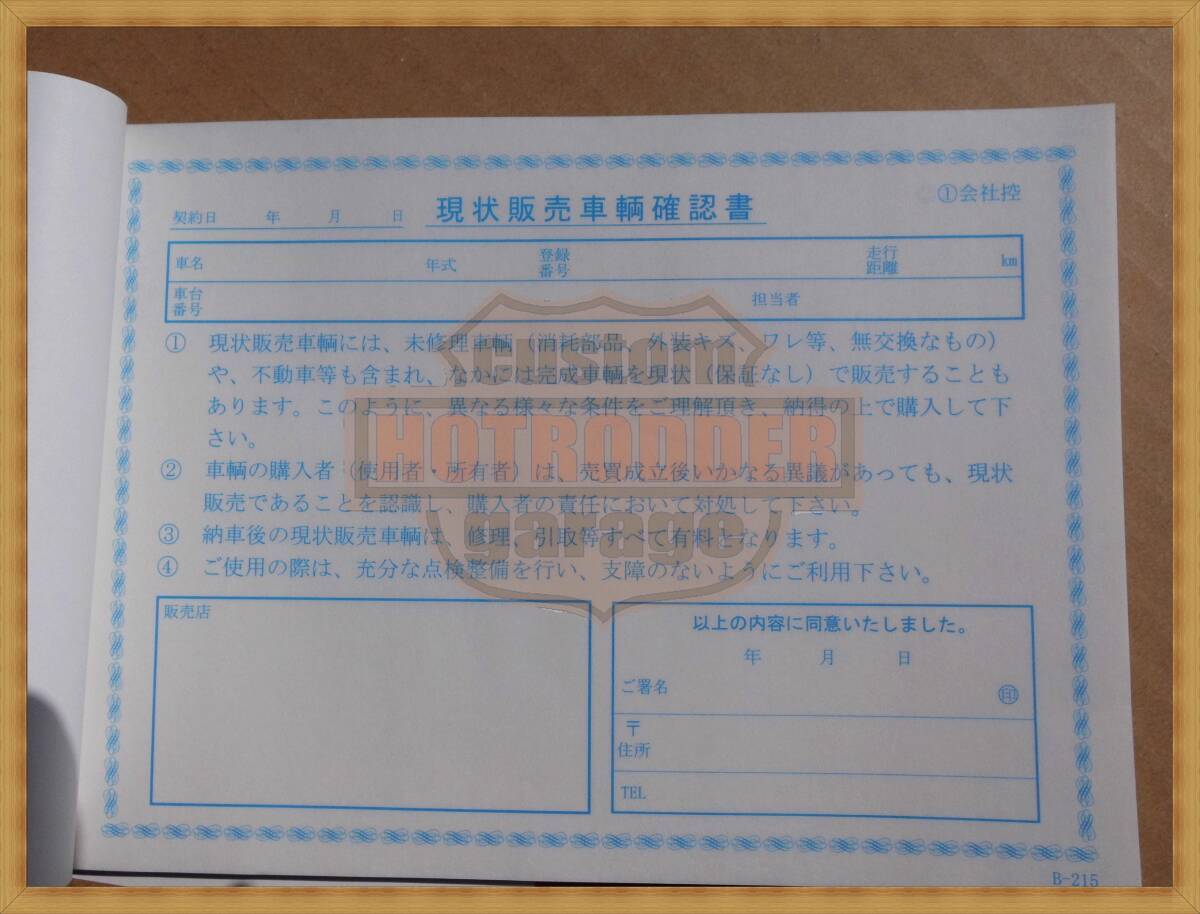 ①会社控
契約日 年 月 日 現状販売車輌確認書
車名 年式 登録番号 走行距離 km
車台番号 担当者
① 現状販売車輌には、未修理車輌（消耗部品、外装キズ、ワレ等、無交換なもの）
や、不動車等も含まれ、なかには完成車輌を現状（保証なし）で販売することも
あります。このように、異なる様々な条件をご理解頂き、納得の上で購入して下
さい。
② 車輌の購入者（使用者・所有者）は、売買成立後いかなる異議があっても、現状
販売であることを認識し、購入者の責任において対処して下さい。
③ 納車後の現状販売車輌は、修理、引取等すべて有料となります。
④ ご使用の際は、充分な点検整備を行い、支障のないようにご利用下さい。
custom
HOTRODDER
garage
販売店
以上の内容に同意いたしました。
年 月 日
ご署名 ㊞
〒
住所
TEL
B-215